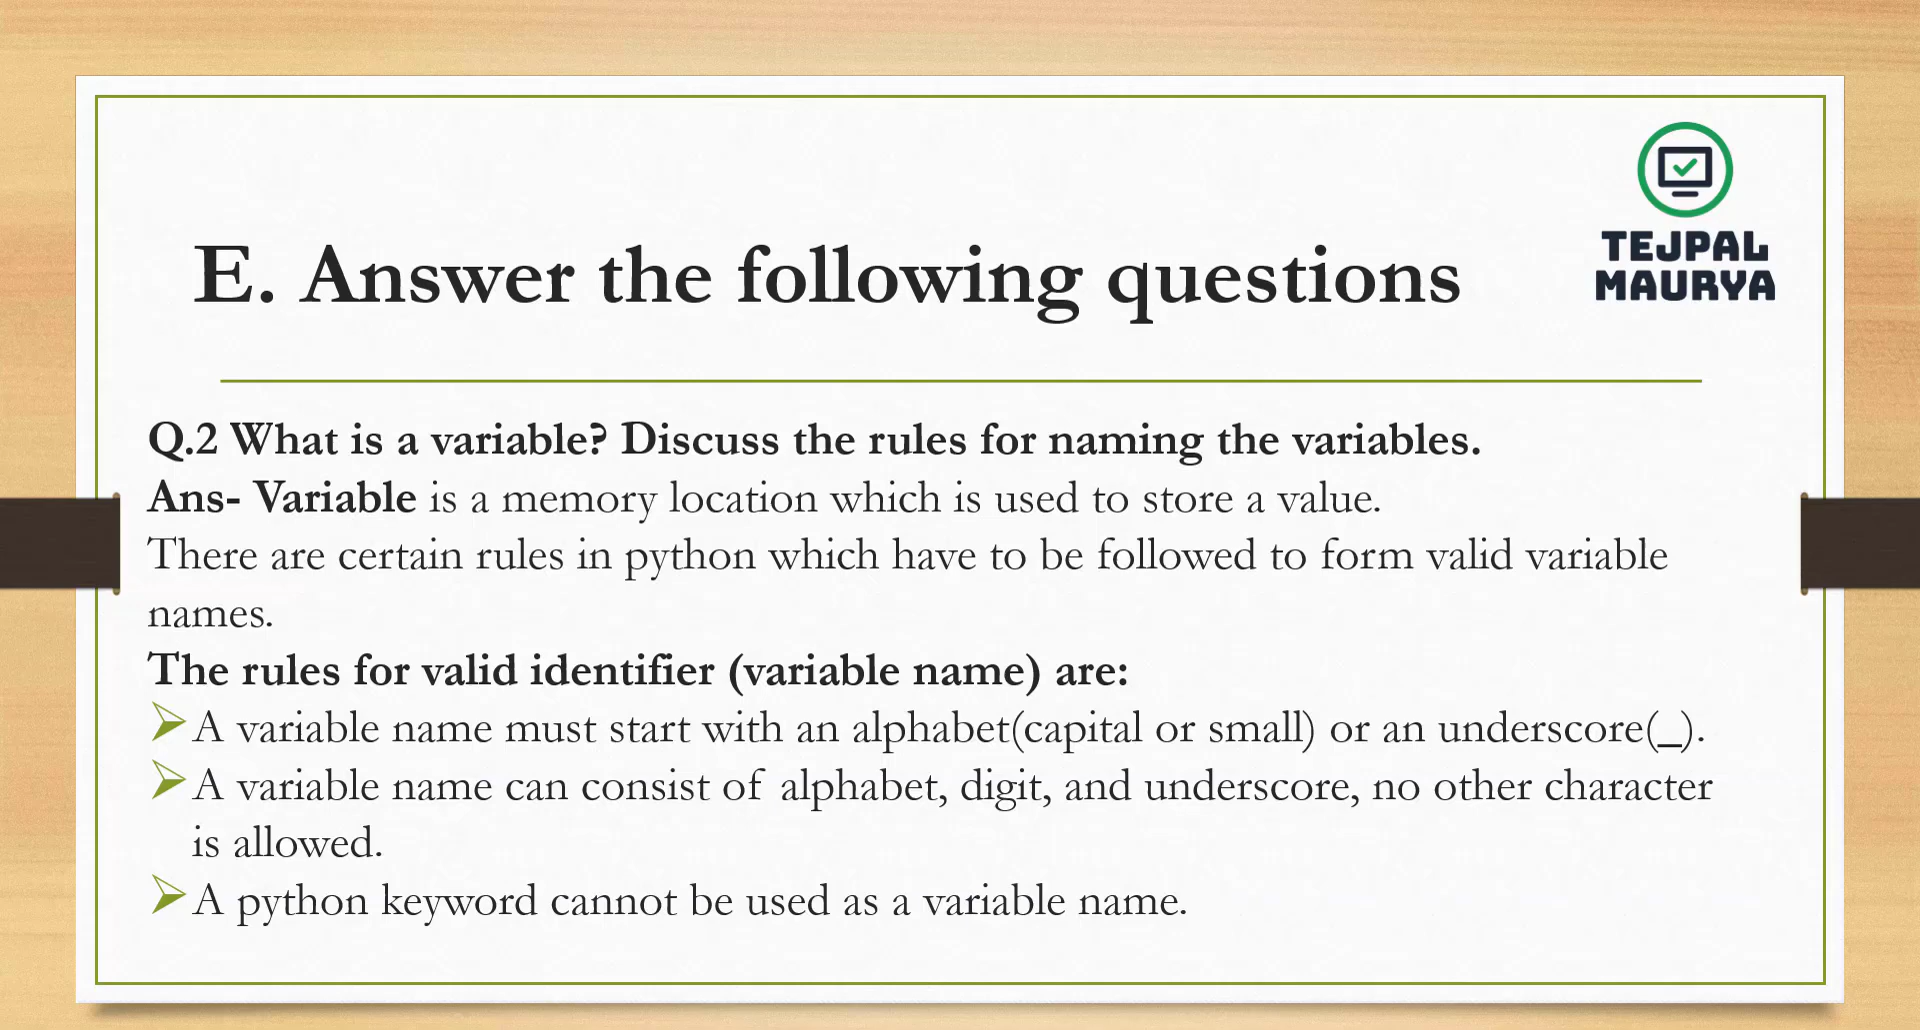 TEJPAL
MAURYA
E. Answer the following questions
Q.2 What is a variable? Discuss the rules for naming the variables.
Ans- Variable is a memory location which is used to store a value.
There are certain rules in python which have to be followed to form valid variable
names.
The rules for valid identifier (variable name) are:
A variable name must start with an alphabet(capital or small) or an underscore(_).
A variable name can consist of alphabet, digit, and underscore, no other character
is allowed.
A python keyword cannot be used as a variable name.